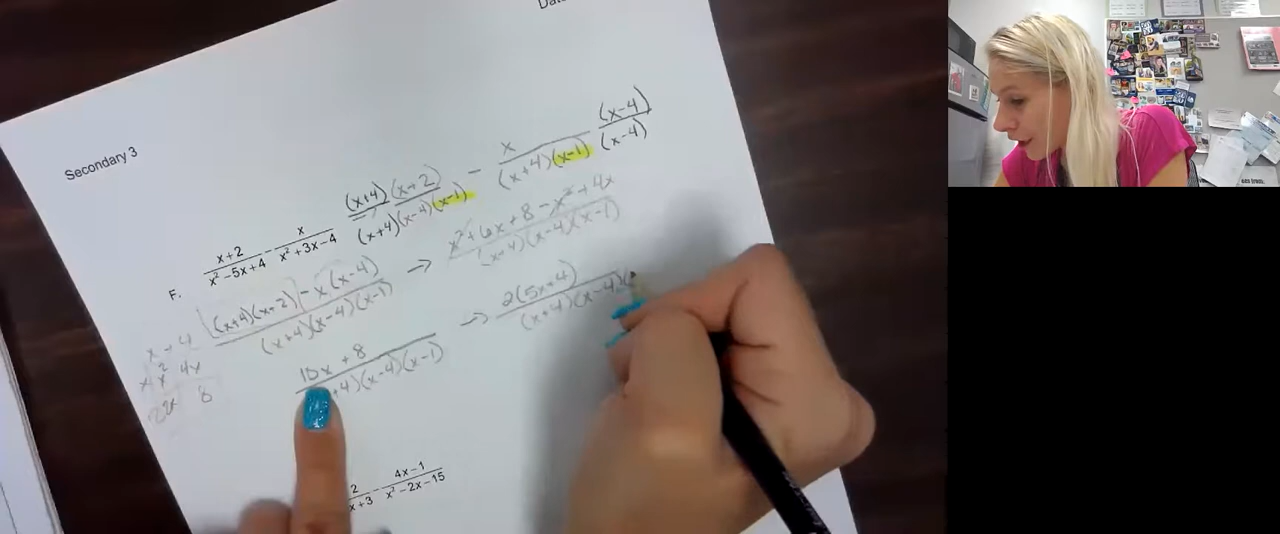 Secondary 3
F. x+2/x²-5x+4 - x/x²+3x-4
(x+4)(x+2)/(x+4)(x-4)(x-1) - x/(x+4)(x-1) (x-4)/(x-4)
(x+4)(x+2) - x(x-4)/(x+4)(x-4)(x-1) → x²+6x+8-x²+4x/(x+4)(x-4)(x-1)
10x+8/+4)(x-4)(x-1) → 2(5x+4)/(x+4)(x-4)(
x 4
x x² 4x
2x 8
2/x+3 - 4x-1/x²-2x-15